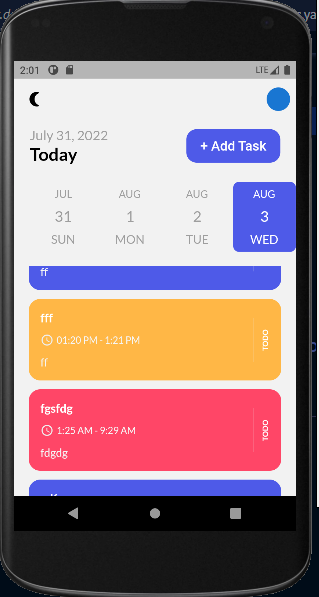 2:01 LTE
July 31, 2022
Today
+ Add Task
JUL AUG AUG AUG
31 1 2 3
SUN MON TUE WED
ff
fff
01:20 PM - 1:21 PM
TODO
ff
fgsfdg
1:25 AM - 9:29 AM
TODO
fdgdg